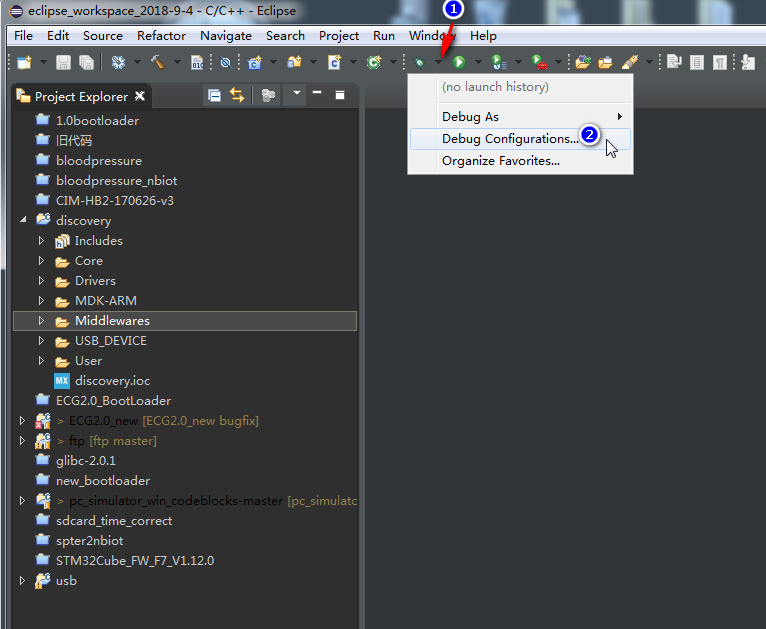 eclipse_workspace_2018-9-4 - C/C++ - Eclipse
1
File Edit Source Refactor Navigate Search Project Run Window Help
010
Project Explorer
(no launch history)
Debug As
Debug Configurations...
2
Organize Favorites...
1.0bootloader
旧代码
bloodpressure
bloodpressure_nbiot
CIM-HB2-170626-v3
discovery
Includes
Core
Drivers
MDK-ARM
Middlewares
USB_DEVICE
User
MX discovery.ioc
ECG2.0_BootLoader
> ECG2.0_new [ECG2.0_new bugfix]
> ftp [ftp master]
glibc-2.0.1
new_bootloader
> pc_simulator_win_codeblocks-master [pc_simulatc
sdcard_time_correct
spter2nbiot
STM32Cube_FW_F7_V1.12.0
usb